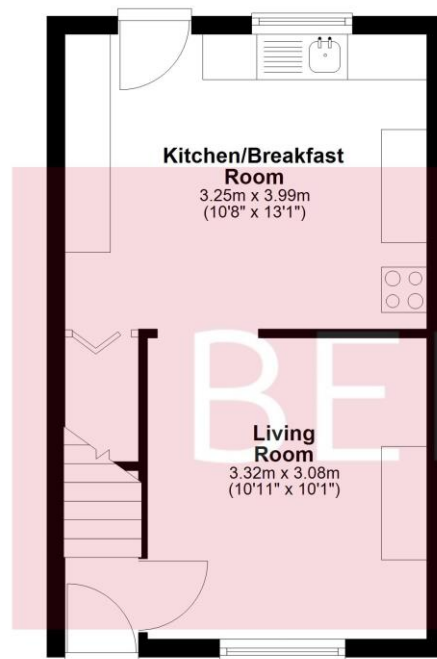 Kitchen/Breakfast
Room
3.25m x 3.99m
(10'8" x 13'1")
BE
Living
Room
3.32m x 3.08m
(10'11" x 10'1")